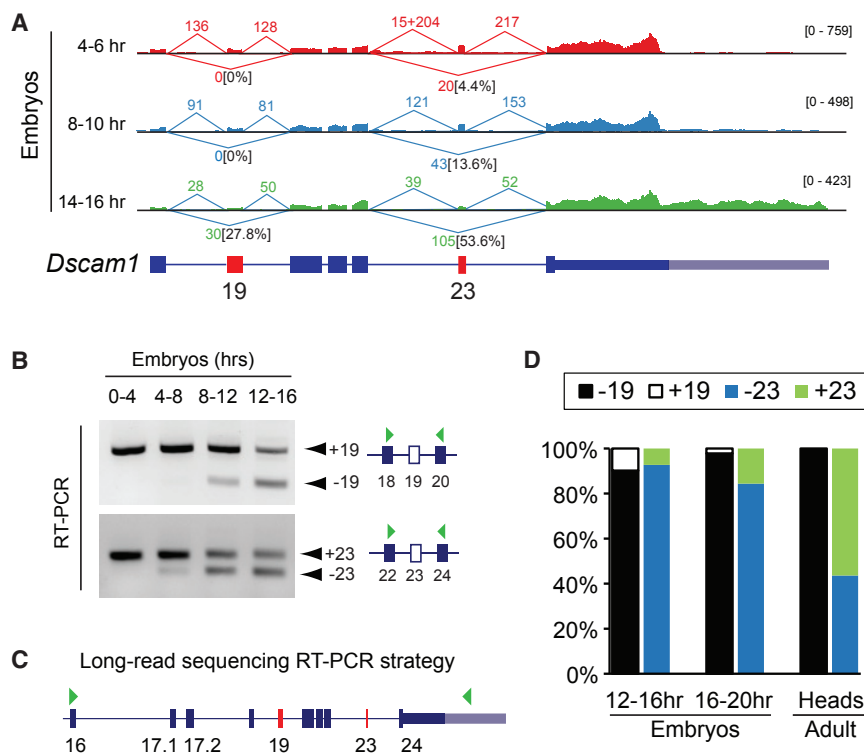 A
Embryos
4-6 hr
136 128 15+204 217 [0 - 759]
0[0%] 20[4.4%]
8-10 hr
91 81 121 153 [0 - 498]
0[0%] 43[13.6%]
14-16 hr
28 50 39 52 [0 - 423]
30[27.8%] 105[53.6%]
Dscam1
19 23
B
Embryos (hrs)
0-4 4-8 8-12 12-16
RT-PCR
+19
-19
18 19 20
+23
-23
22 23 24
C
Long-read sequencing RT-PCR strategy
16 17.1 17.2 19 23 24
D
-19 +19 -23 +23
100%
80%
60%
40%
20%
0%
12-16hr 16-20hr Heads
Embryos Adult